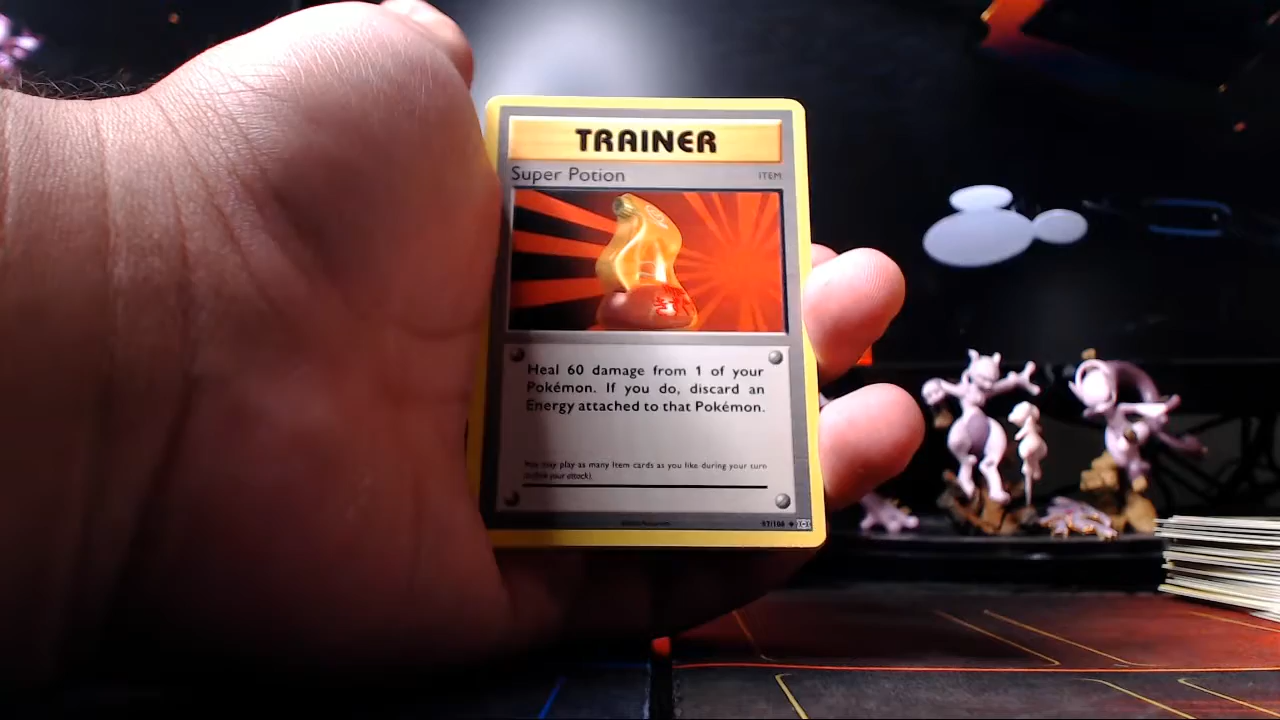 TRAINER
Super Potion ITEM
Heal 60 damage from 1 of your
Pokémon. If you do, discard an
Energy attached to that Pokémon.
You may play as many Item cards as you like during your turn
(before your attack).